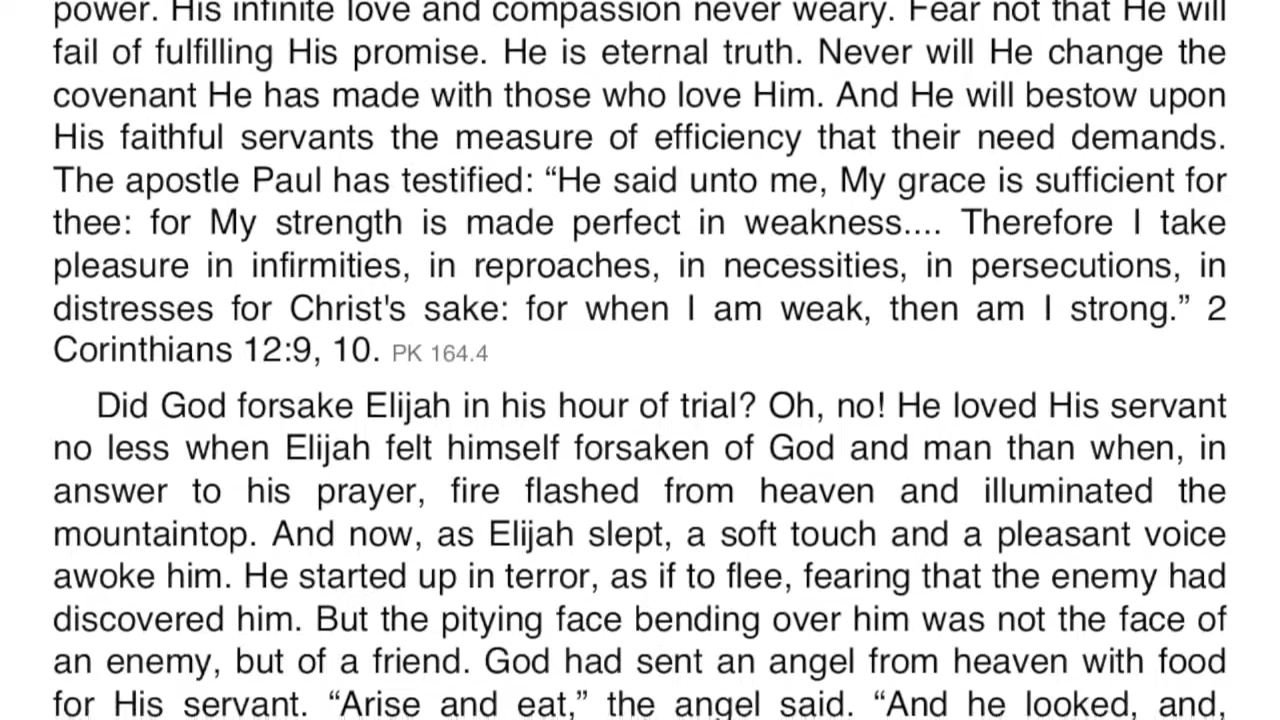 power. His infinite love and compassion never weary. Fear not that He will
fail of fulfilling His promise. He is eternal truth. Never will He change the
covenant He has made with those who love Him. And He will bestow upon
His faithful servants the measure of efficiency that their need demands.
The apostle Paul has testified: “He said unto me, My grace is sufficient for
thee: for My strength is made perfect in weakness.... Therefore I take
pleasure in infirmities, in reproaches, in necessities, in persecutions, in
distresses for Christ's sake: for when I am weak, then am I strong.” 2
Corinthians 12:9, 10. PK 164.4
Did God forsake Elijah in his hour of trial? Oh, no! He loved His servant
no less when Elijah felt himself forsaken of God and man than when, in
answer to his prayer, fire flashed from heaven and illuminated the
mountaintop. And now, as Elijah slept, a soft touch and a pleasant voice
awoke him. He started up in terror, as if to flee, fearing that the enemy had
discovered him. But the pitying face bending over him was not the face of
an enemy, but of a friend. God had sent an angel from heaven with food
for His servant. “Arise and eat,” the angel said. “And he looked, and,